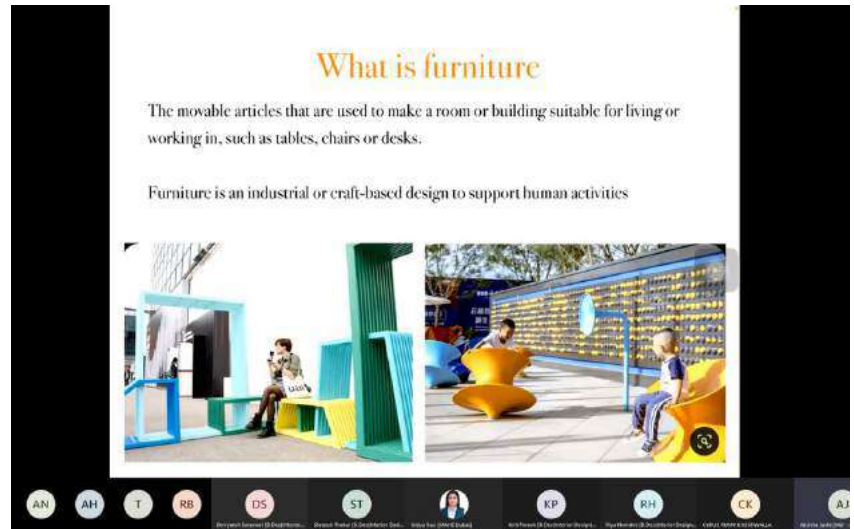 What is furniture
The movable articles that are used to make a room or building suitable for living or
working in, such as tables, chairs or desks.
Furniture is an industrial or craft-based design to support human activities
AN
AH
T
RB
DS
ST
KP
RH
CK
AJ